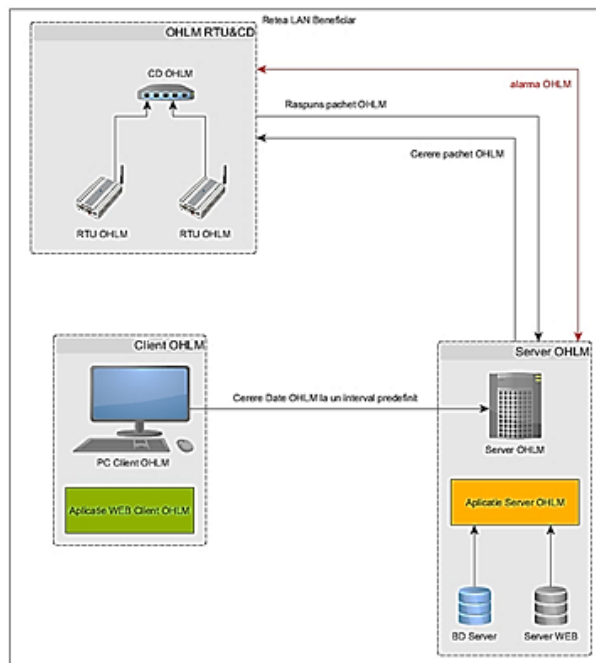 Retea LAN Beneficiar
OHLM RTU&CD
CD OHLM
RTU OHLM
RTU OHLM
alarma OHLM
Raspuns pachet OHLM
Cerere pachet OHLM
Client OHLM
PC Client OHLM
Aplicatie WEB Client OHLM
Cerere Date OHLM la un interval predefinit
Server OHLM
Server OHLM
Aplicatie Server OHLM
BD Server
Server WEB